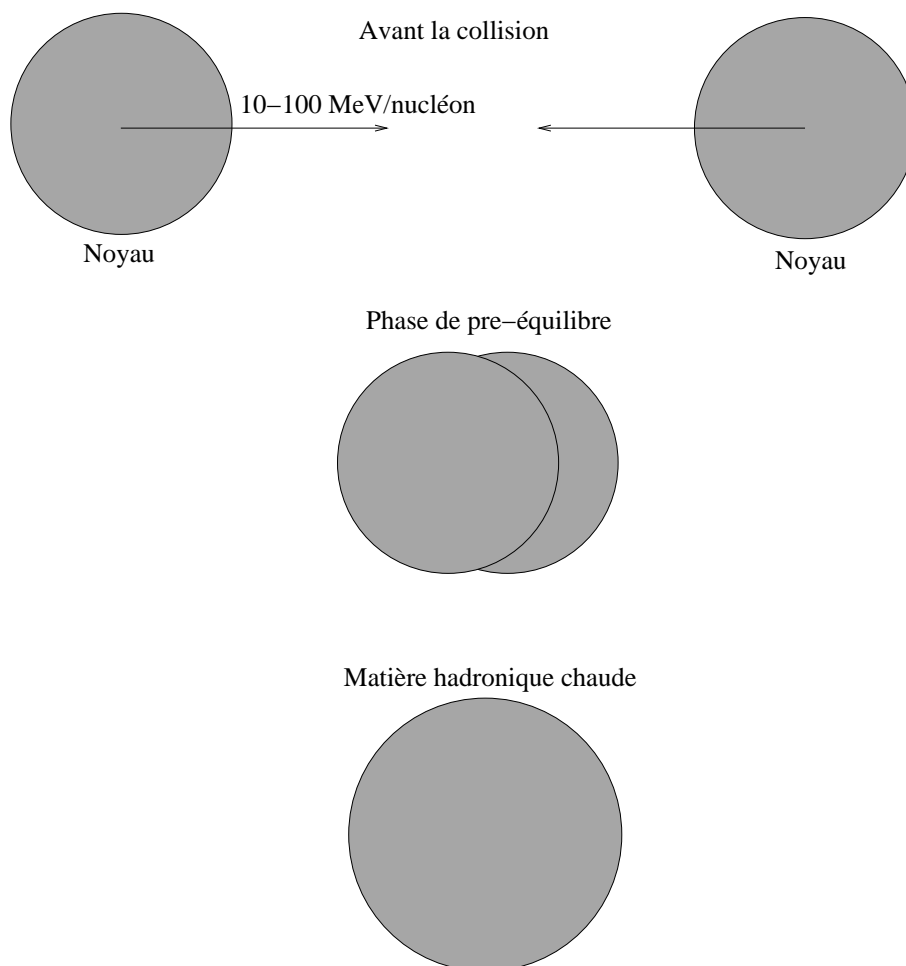 Avant la collision
10−100 MeV/nucléon
Noyau
Noyau
Phase de pre−équilibre
Matière hadronique chaude